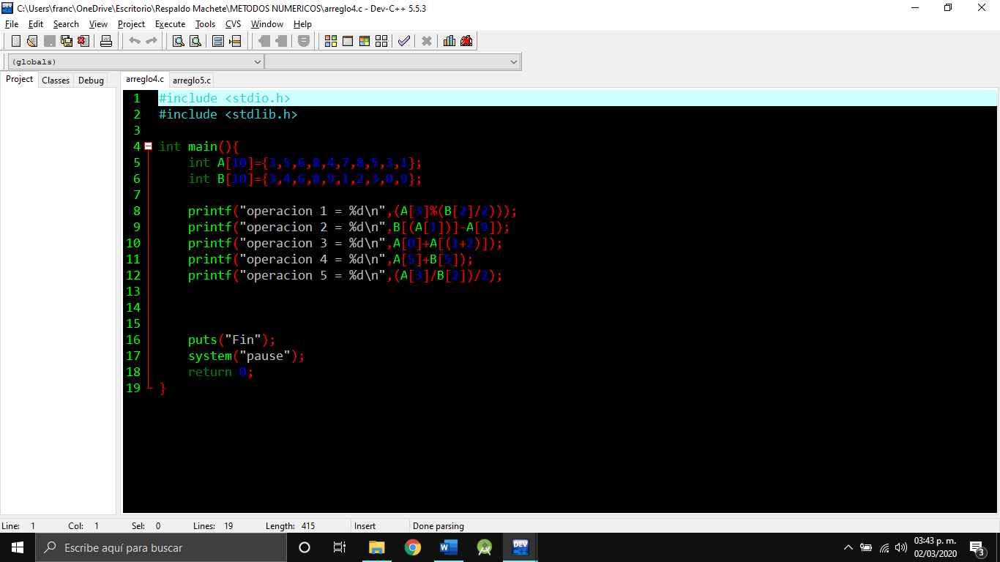 C:\Users\franc\OneDrive\Escritorio\Respaldo Machete\METODOS NUMERICOS\arreglo4.c - Dev-C++ 5.5.3
File Edit Search View Project Execute Tools CVS Window Help
(globals)
Project Classes Debug arreglo4.c arreglo5.c
1 #include <stdio.h>
2 #include <stdlib.h>
3
4 int main(){
5 int A[10]={3,5,6,8,4,7,8,5,3,1};
6 int B[10]={3,4,6,8,9,1,2,3,0,9};
7
8 printf("operacion 1 = %d\n",(A[3]%(B[2]/2)));
9 printf("operacion 2 = %d\n",B[(A[1])]-A[9]);
10 printf("operacion 3 = %d\n",A[0]+A[(1+2)]);
11 printf("operacion 4 = %d\n",A[5]+B[5]);
12 printf("operacion 5 = %d\n",(A[3]/B[2])/2);
13
14
15
16 puts("Fin");
17 system("pause");
18 return 0;
19 }
Line: 1 Col: 1 Sel: 0 Lines: 19 Length: 415 Insert Done parsing
Escribe aquí para buscar
DEV
C++
03:43 p. m.
02/03/2020
3